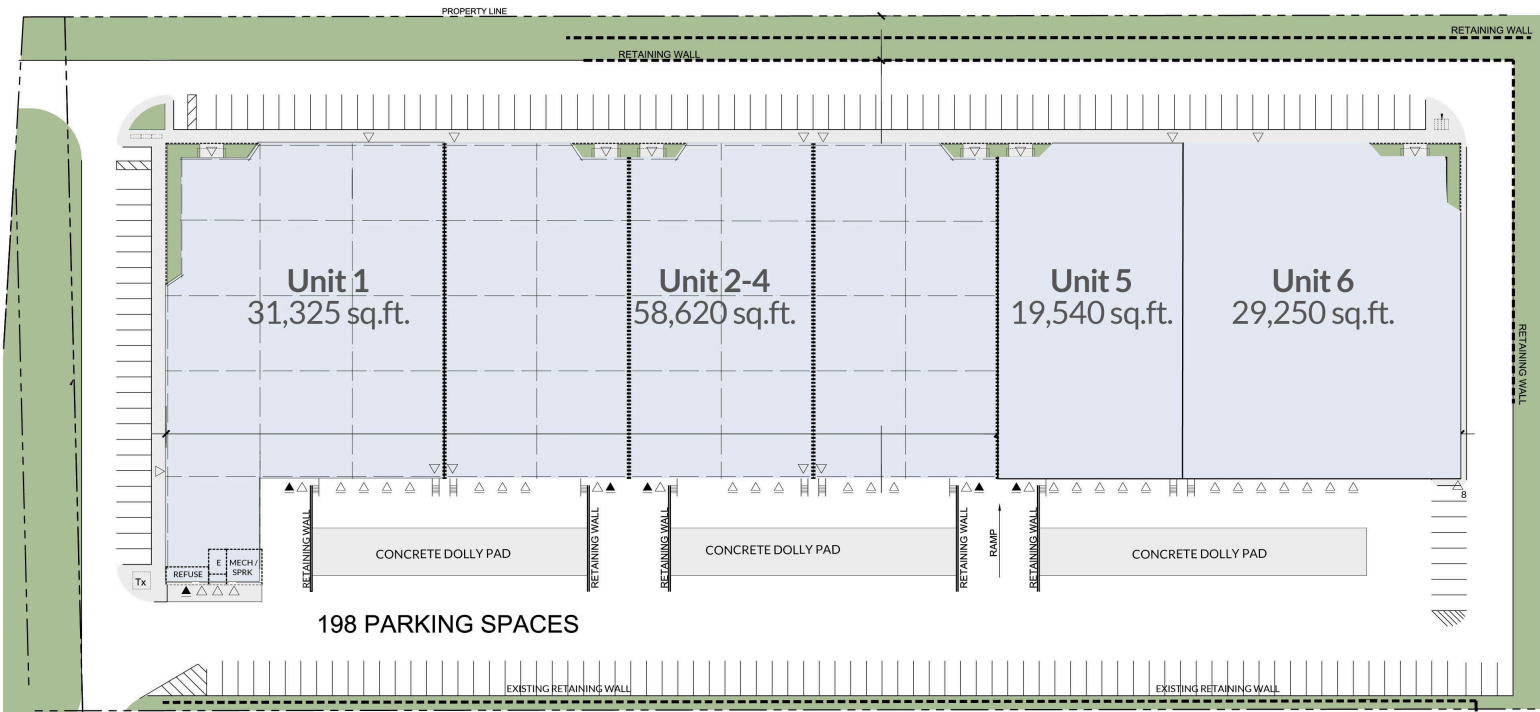 PROPERTY LINE
RETAINING WALL
RETAINING WALL
Unit 1
31,325 sq.ft.
Unit 2-4
58,620 sq.ft.
Unit 5
19,540 sq.ft.
Unit 6
29,250 sq.ft.
RETAINING WALL
8
RETAINING WALL
CONCRETE DOLLY PAD
RETAINING WALL
RETAINING WALL
CONCRETE DOLLY PAD
RETAINING WALL
RAMP
RETAINING WALL
CONCRETE DOLLY PAD
Tx
REFUSE
E
MECH /
SPRK
198 PARKING SPACES
EXISTING RETAINING WALL
EXISTING RETAINING WALL